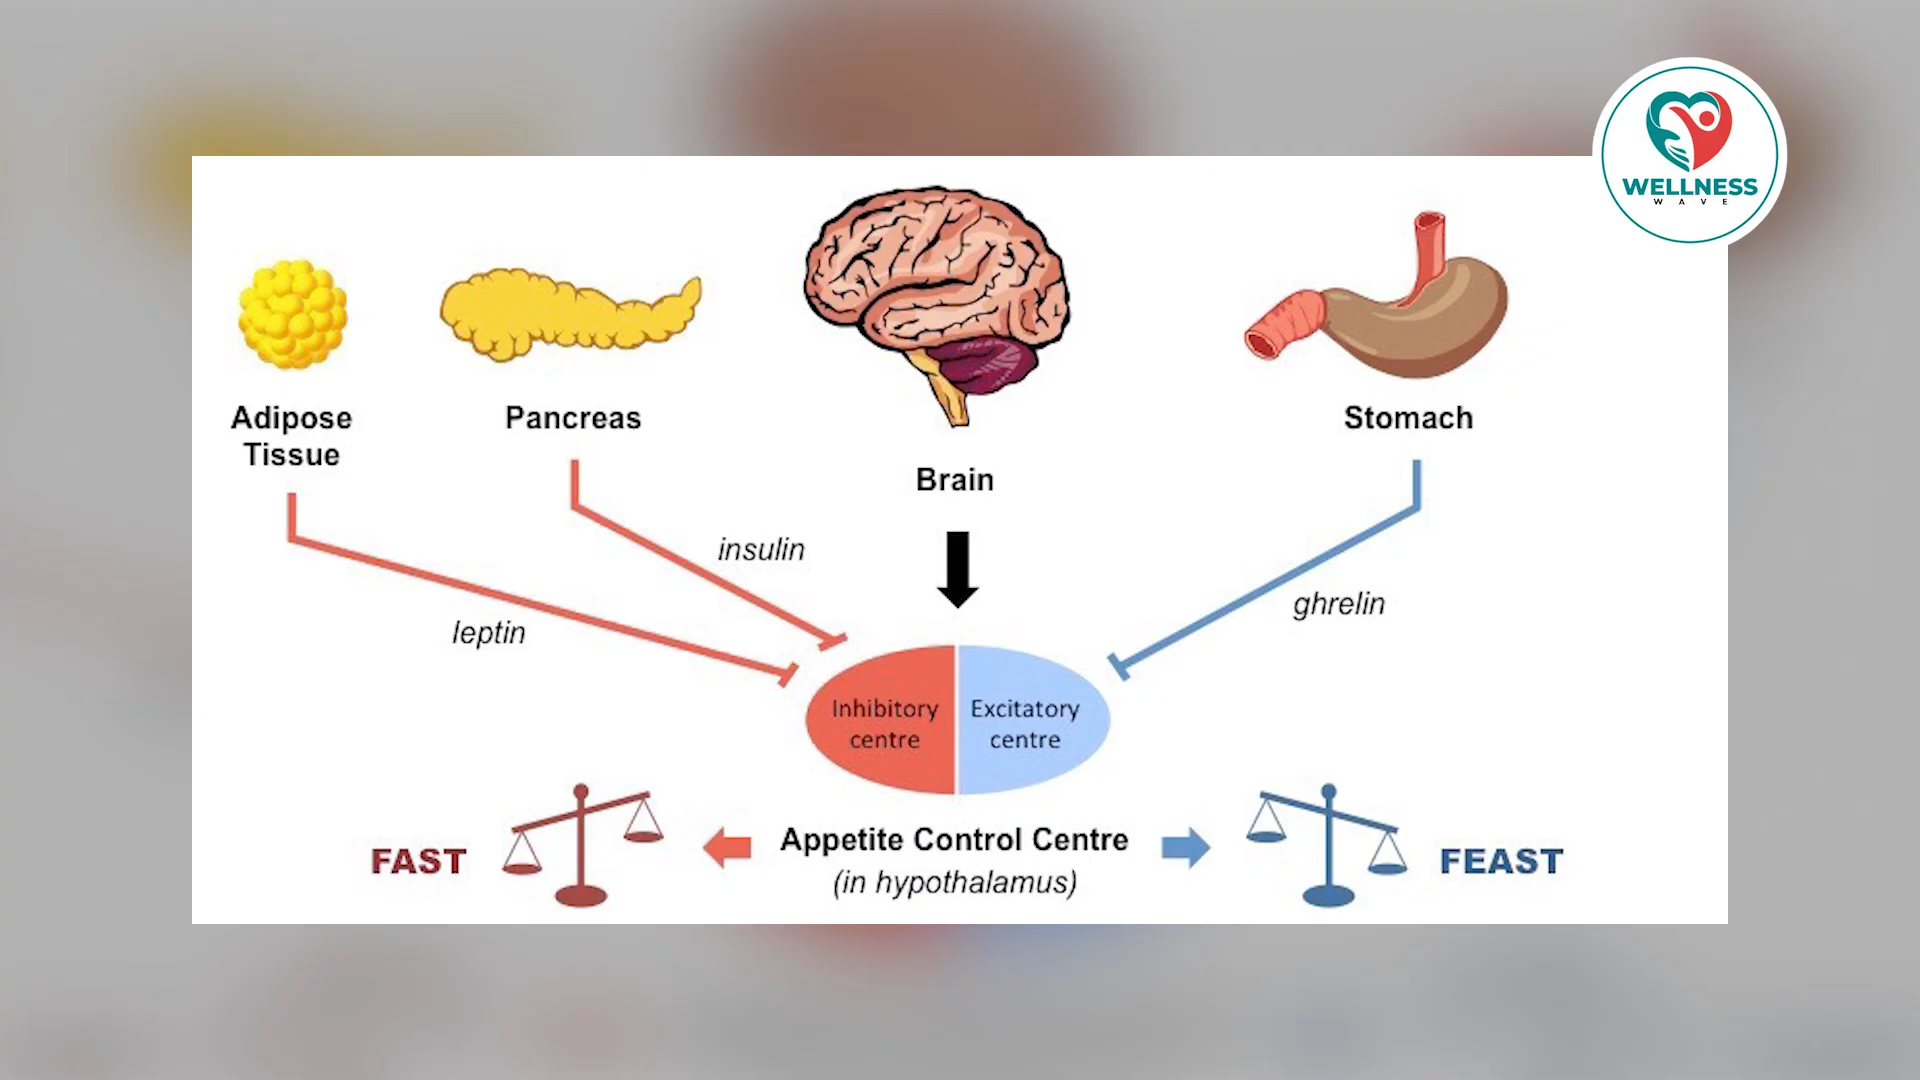 WELLNESS
WAVE
Adipose
Tissue
Pancreas
Brain
Stomach
insulin
leptin
ghrelin
Inhibitory
centre
Excitatory
centre
FAST
Appetite Control Centre
(in hypothalamus)
FEAST